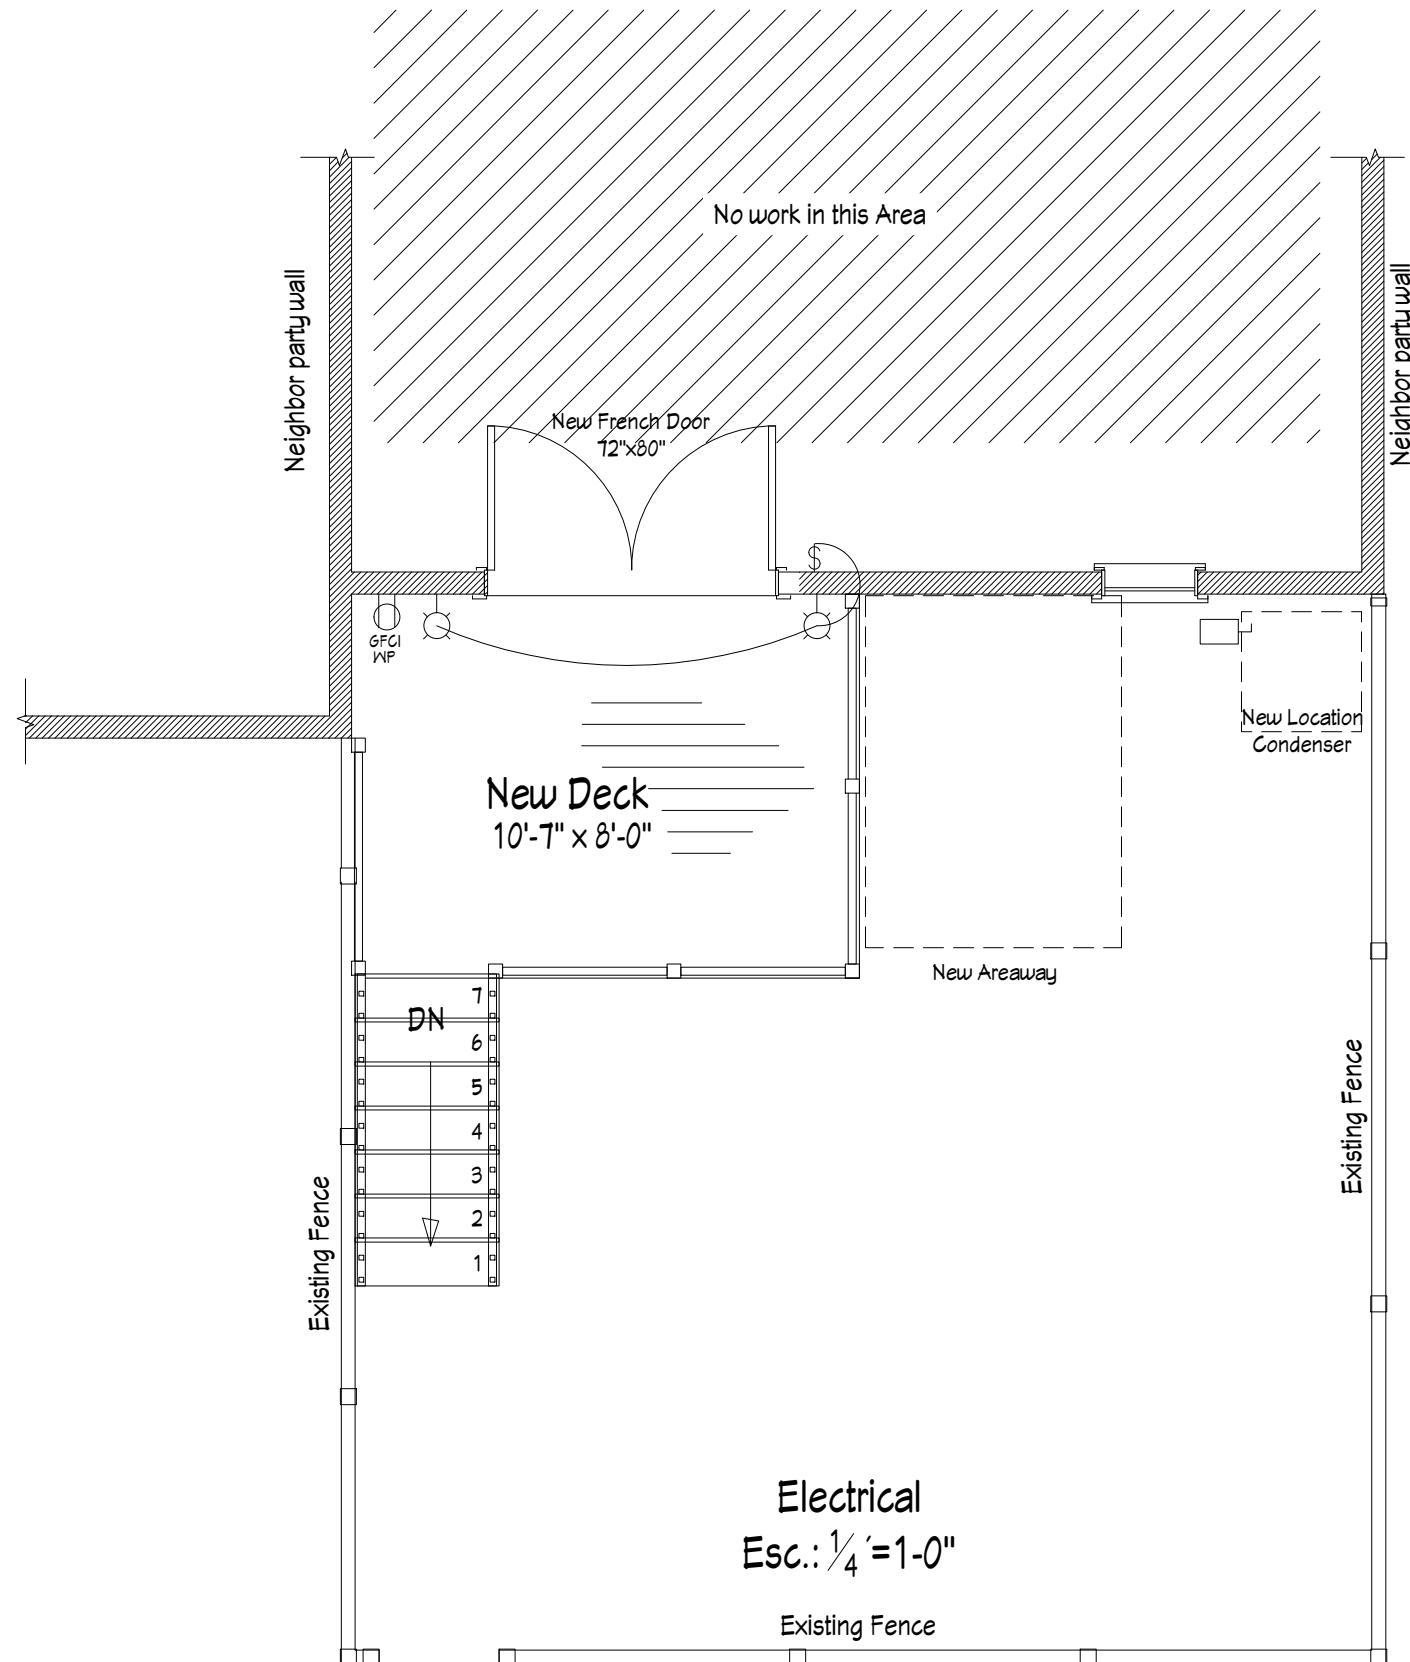 No work in this Area
Neighbor party wall
Neighbor party wall
New French Door
72"x80"
S
GFCI
WP
New Location
Condenser
New Deck
10'-7" x 8'-0"
New Areaway
7
DN
6
5
4
3
2
1
Existing Fence
Existing Fence
Electrical
Esc.: 1/4 ´=1-0"
Existing Fence